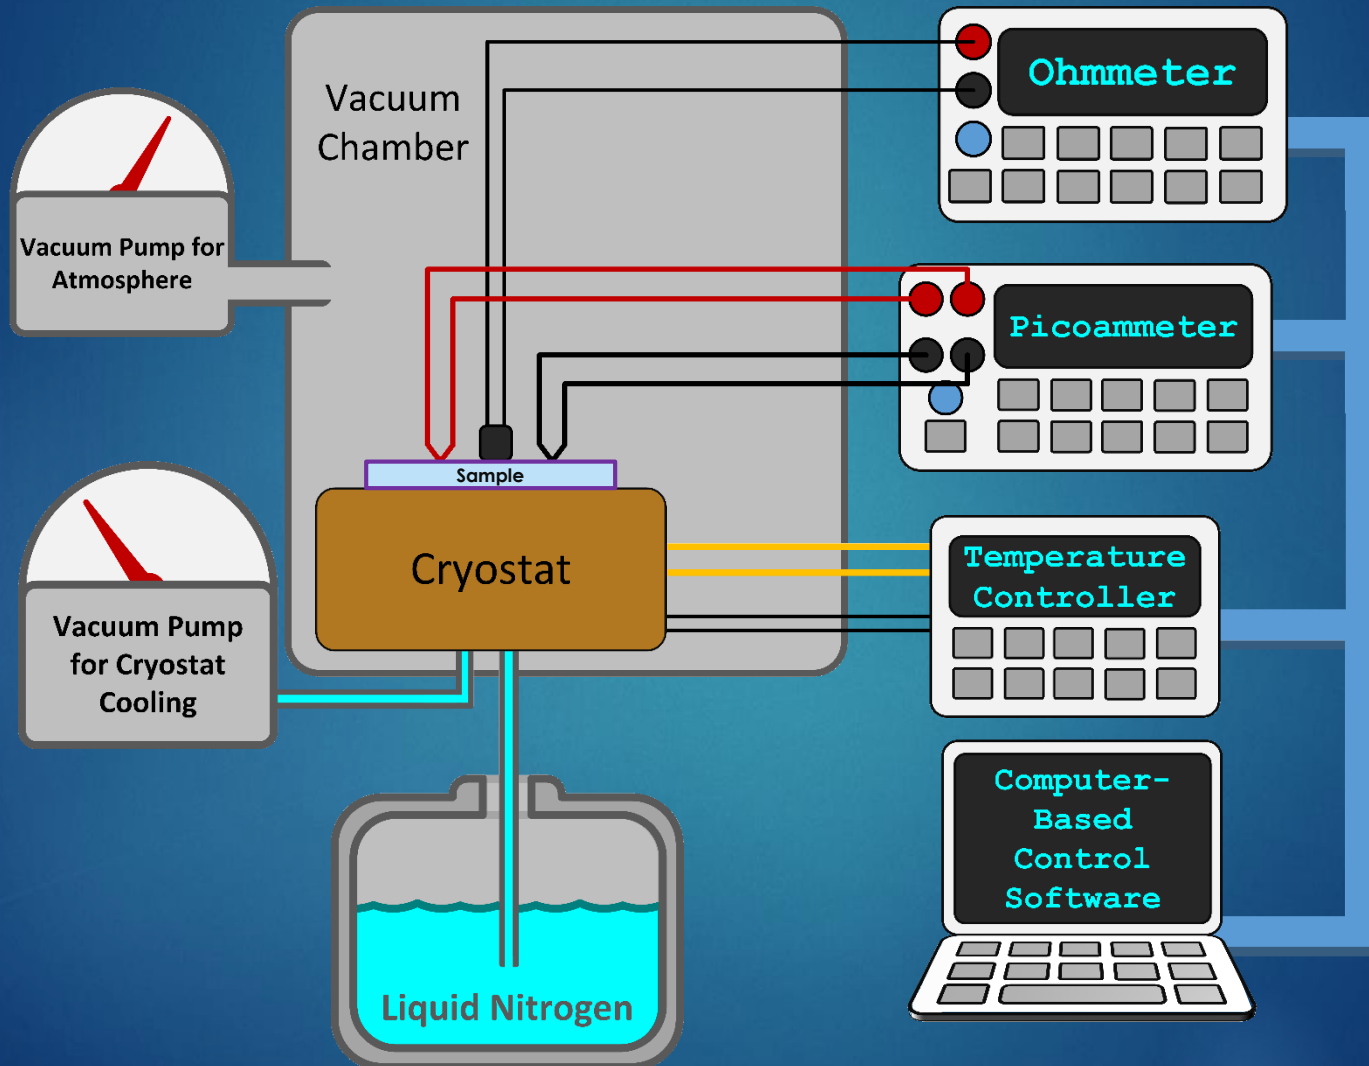 Vacuum
Chamber
Ohmmeter
Vacuum Pump for
Atmosphere
Picoammeter
Sample
Cryostat
Temperature
Controller
Vacuum Pump
for Cryostat
Cooling
Computer-
Based
Control
Software
Liquid Nitrogen